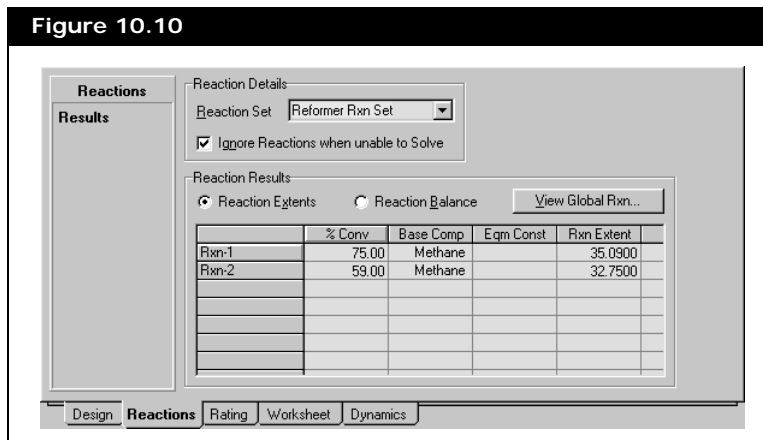 Figure 10.10
Reactions
Results
Reaction Details
Reaction Set Reformer Rxn Set
Ignore Reactions when unable to Solve
Reaction Results
Reaction Extents Reaction Balance View Global Rxn...
% Conv Base Comp Eqm Const Rxn Extent
Rxn-1 75.00 Methane 35.0900
Rxn-2 59.00 Methane 32.7500
Design Reactions Rating Worksheet Dynamics